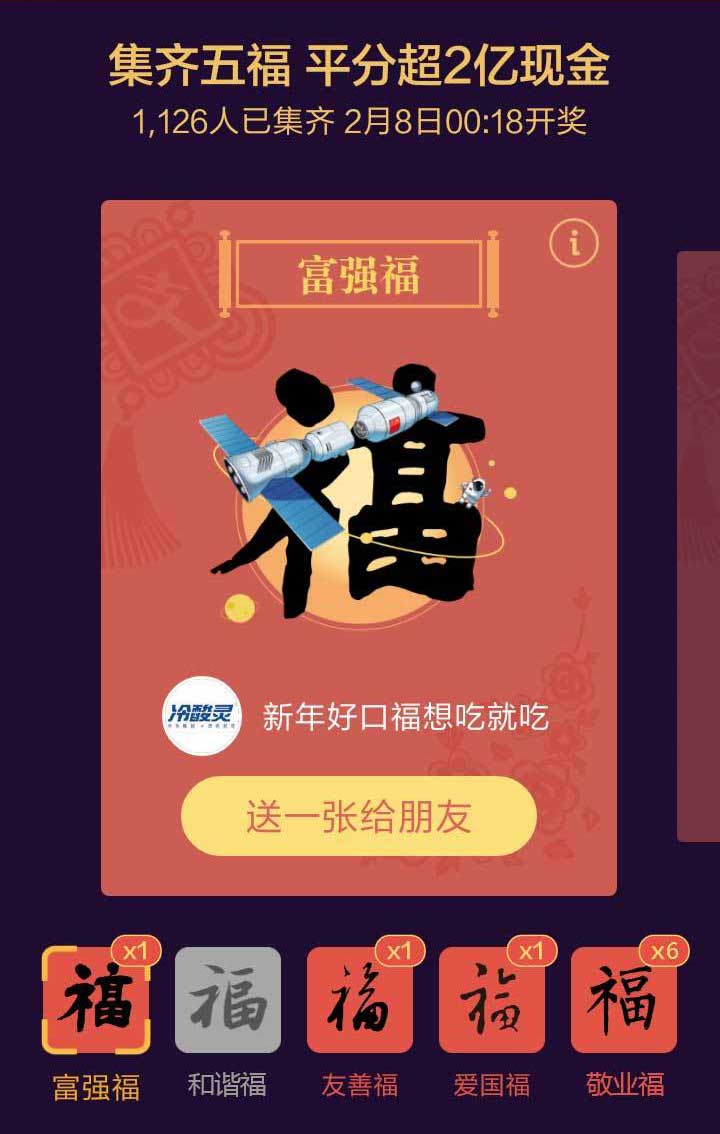 集齐五福 平分超2亿现金
1,126人已集齐 2月8日00:18开奖
富强福
福
冷酸灵
新年好口福想吃就吃
送一张给朋友
x1 x1 x1 x6
福 福 福 福 福
富强福 和谐福 友善福 爱国福 敬业福